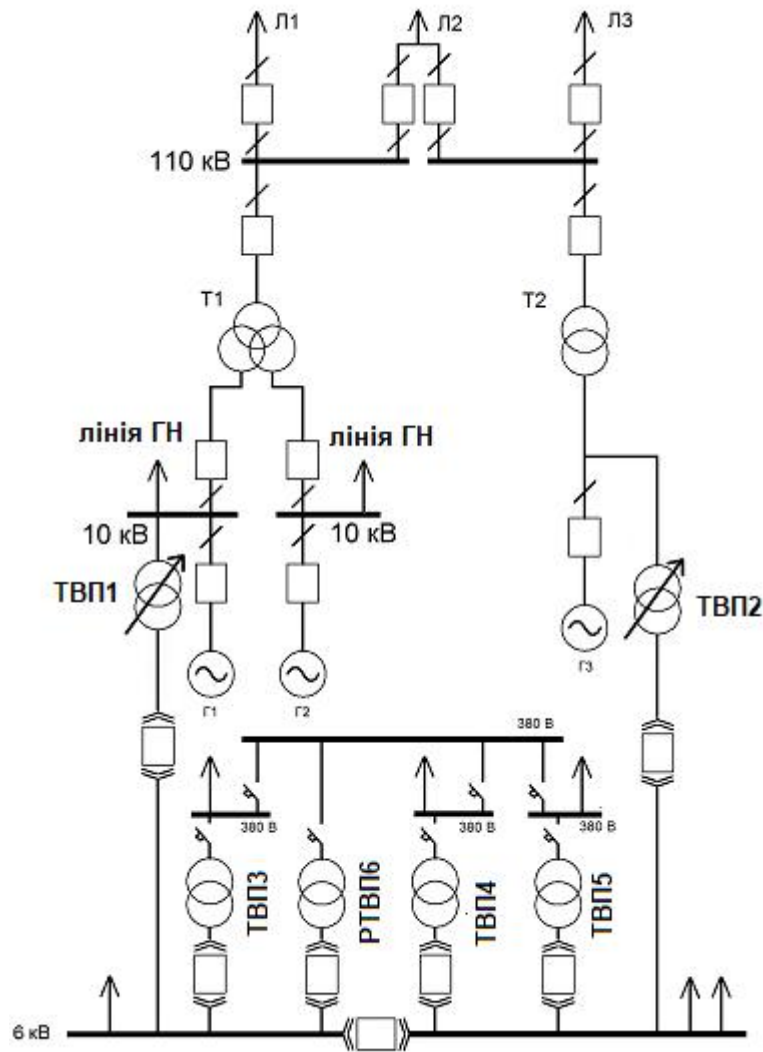 Л1
Л2
Л3
110 кВ
Т1
Т2
лінія ГН
лінія ГН
10 кВ
10 кВ
ТВП1
ТВП2
Г1
Г2
Г3
380 В
380 В
380 В
380 В
ТВП3
РТВП6
ТВП4
ТВП5
6 кВ